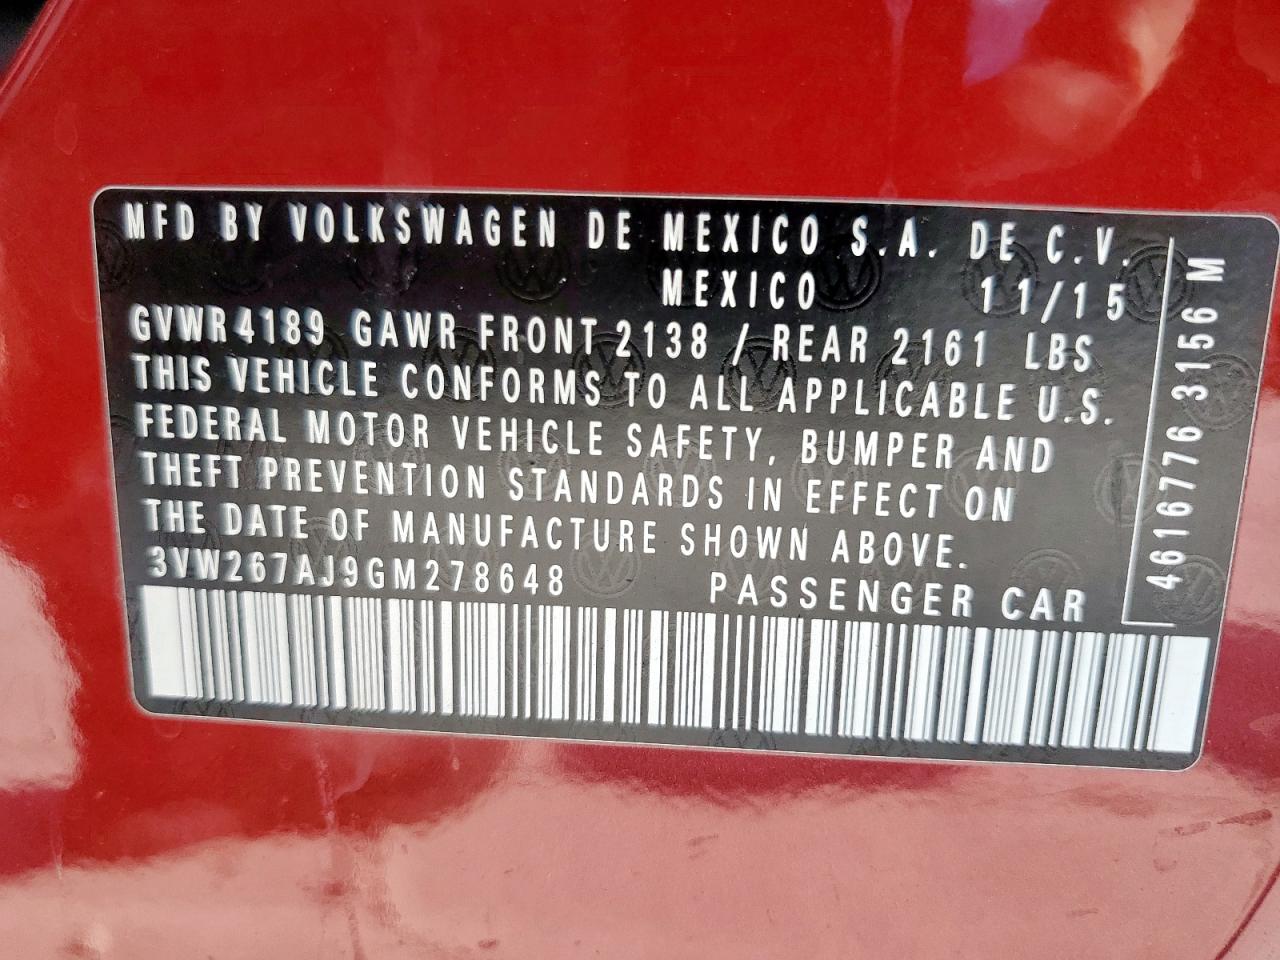 MFD BY VOLKSWAGEN DE MEXICO S.A. DE C.V.
MEXICO 11/15
GVWR 4189 GAWR FRONT 2138 / REAR 2161 LBS
THIS VEHICLE CONFORMS TO ALL APPLICABLE U.S.
FEDERAL MOTOR VEHICLE SAFETY, BUMPER AND
THEFT PREVENTION STANDARDS IN EFFECT ON
THE DATE OF MANUFACTURE SHOWN ABOVE.
3VW267AJ9GM278648 PASSENGER CAR
4616776 3156 M